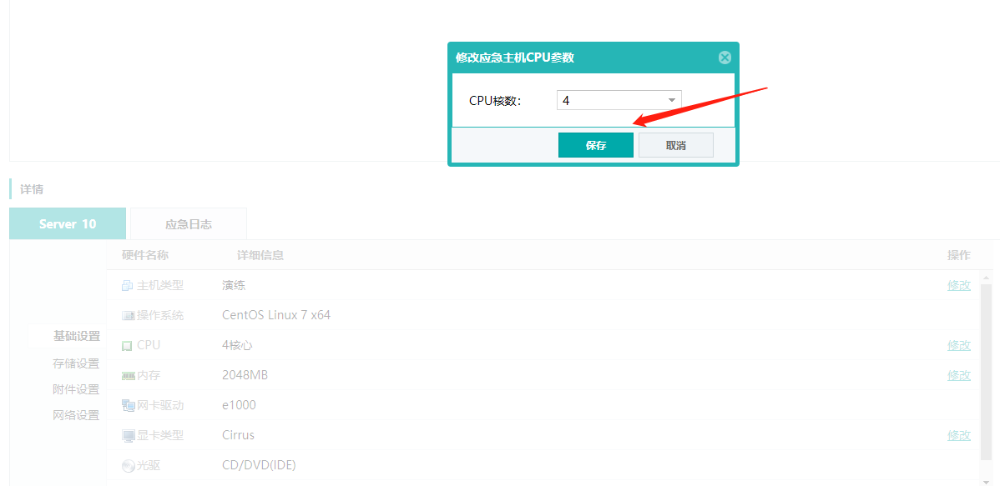 修改应急主机CPU参数
CPU核数: 4
保存 取消
详情
Server 10 应急日志
硬件名称 详细信息 操作
主机类型 演练 修改
操作系统 CentOS Linux 7 x64
基础设置
CPU 4核心 修改
存储设置
内存 2048MB 修改
附件设置
网卡驱动 e1000
网络设置
显卡类型 Cirrus 修改
光驱 CD/DVD(IDE)